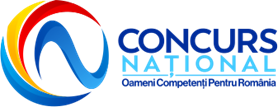 CONCURS
NAȚIONAL
Oameni Competenți Pentru România